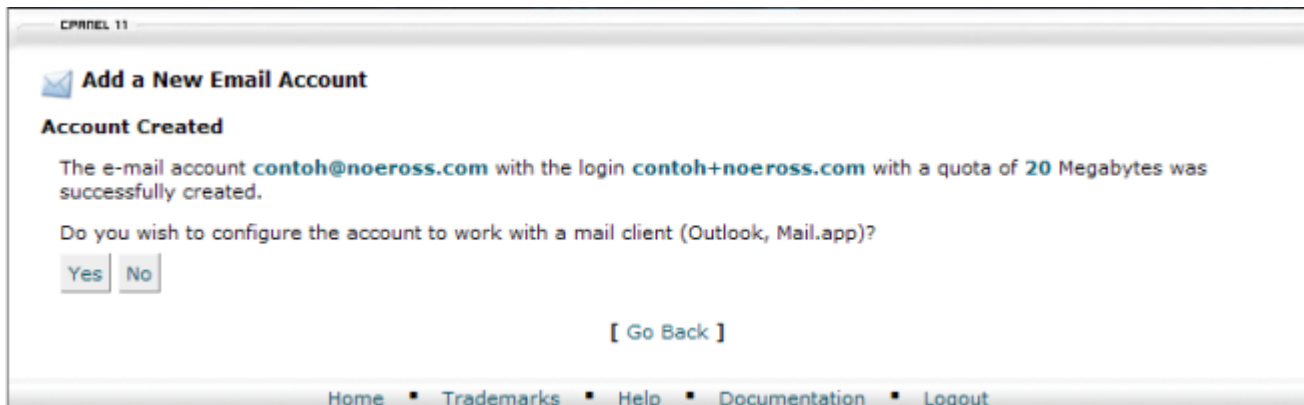 CPANEL 11
Add a New Email Account
Account Created
The e-mail account contoh@noeross.com with the login contoh+noeross.com with a quota of 20 Megabytes was
successfully created.
Do you wish to configure the account to work with a mail client (Outlook, Mail.app)?
Yes No
[ Go Back ]
Home ▪ Trademarks ▪ Help ▪ Documentation ▪ Logout